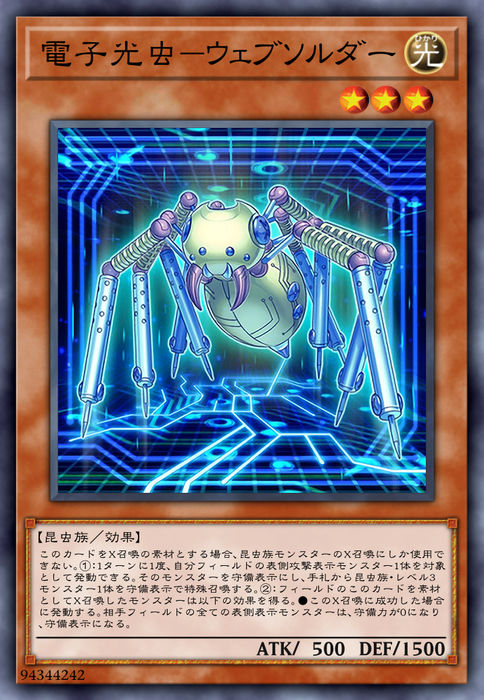 電子光虫－ウェブソルダー
ひかり
光
【昆虫族／効果】
このカードをX召喚の素材とする場合、昆虫族モンスターのX召喚にしか使用で
きない。①：1ターンに1度、自分フィールドの表側攻撃表示モンスター1体を対象
として発動できる。そのモンスターを守備表示にし、手札から昆虫族・レベル3
モンスター1体を守備表示で特殊召喚する。②：フィールドのこのカードを素材
としてX召喚したモンスターは以下の効果を得る。●このX召喚に成功した場合
に発動する。相手フィールドの全ての表側表示モンスターは、守備力が0になり、
守備表示になる。
ATK/ 500 DEF/1500
94344242